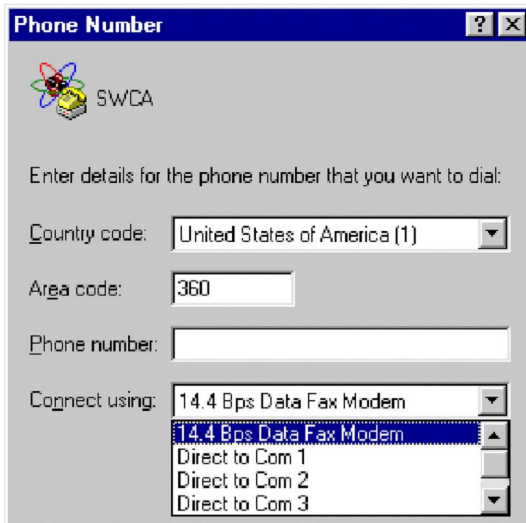 Phone Number
SWCA
Enter details for the phone number that you want to dial:
Country code: United States of America (1)
Area code: 360
Phone number:
Connect using: 14.4 Bps Data Fax Modem
14.4 Bps Data Fax Modem
Direct to Com 1
Direct to Com 2
Direct to Com 3